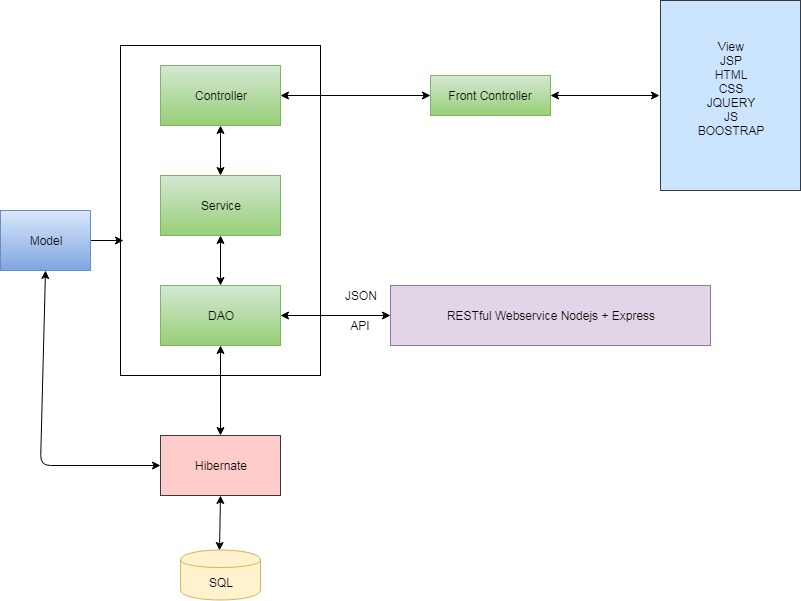 View
JSP
HTML
CSS
JQUERY
JS
BOOSTRAP
Controller
Front Controller
Service
Model
DAO
JSON
API
RESTful Webservice Nodejs + Express
Hibernate
SQL